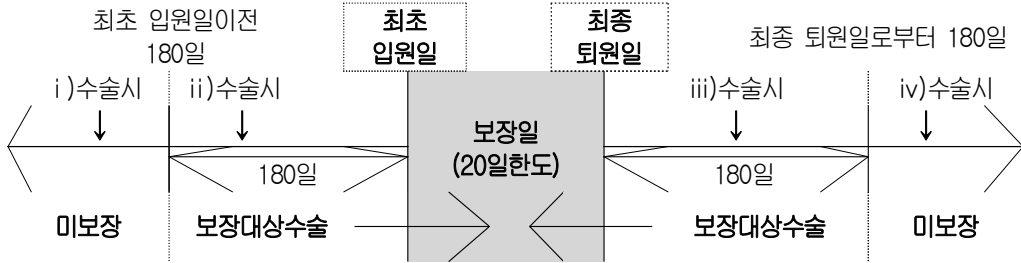 최초 입원일이전
180일
최초
입원일
최종
퇴원일
최종 퇴원일로부터 180일
ⅰ)수술시
ⅱ)수술시
ⅲ)수술시
ⅳ)수술시
보장일
(20일한도)
180일
180일
미보장
보장대상수술
보장대상수술
미보장